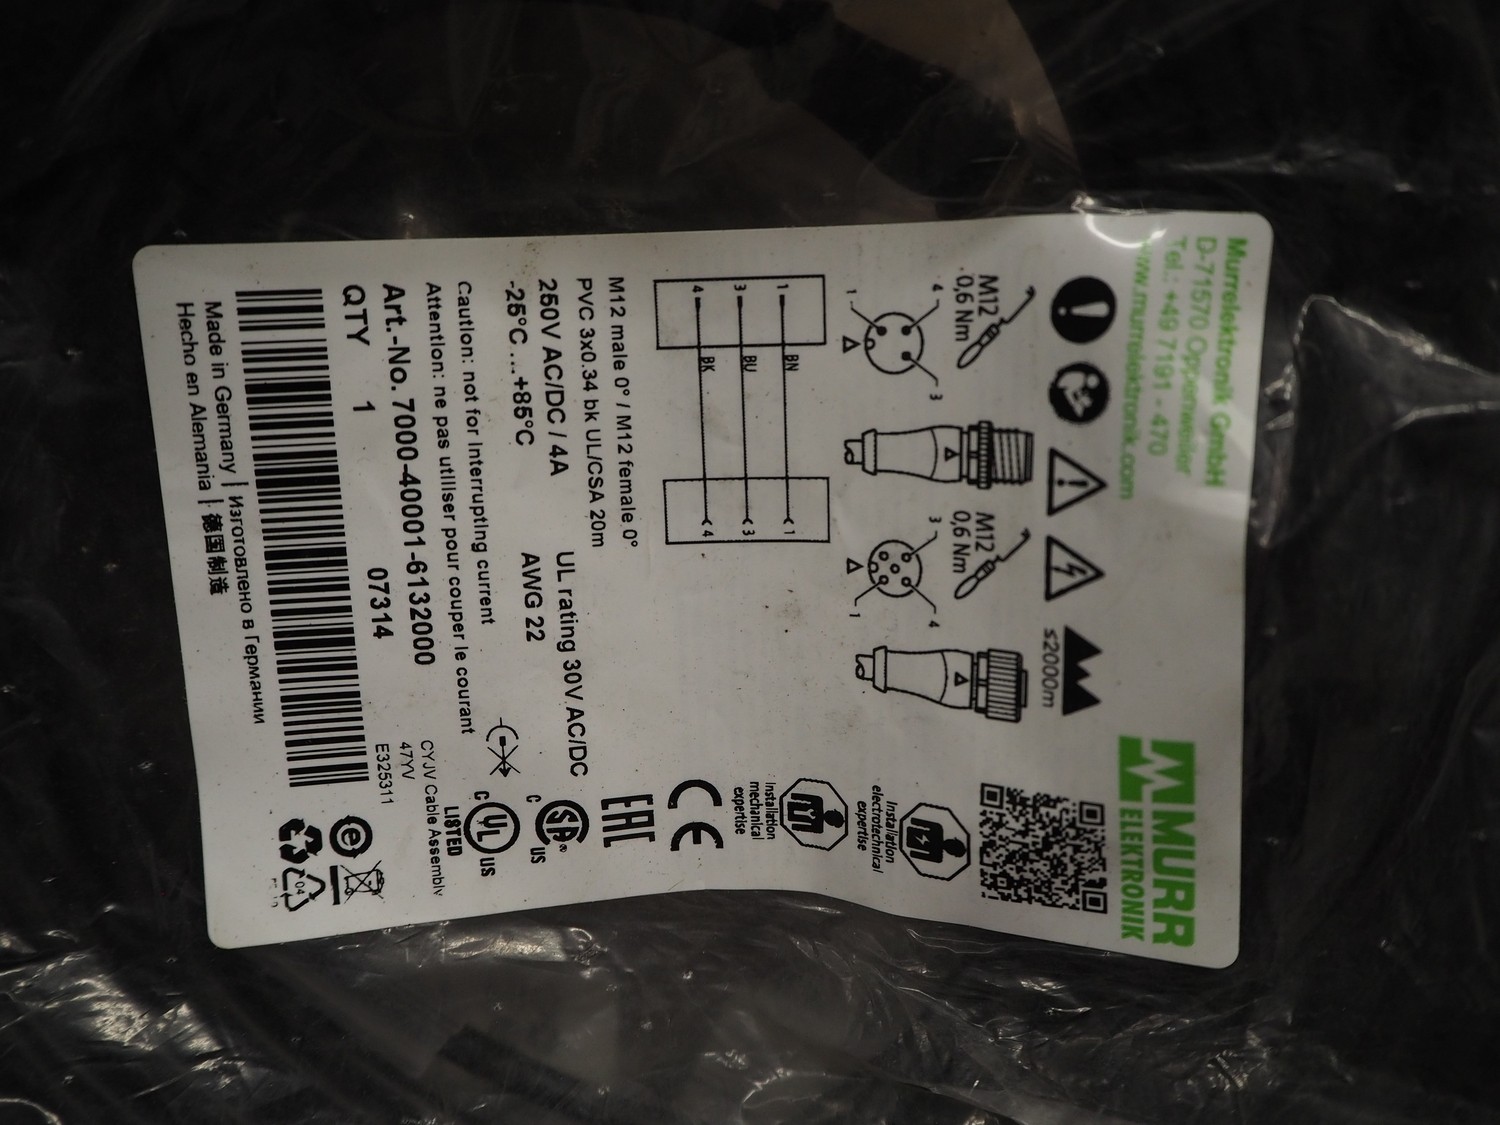 Murrelektronik GmbH
D-71570 Oppenweiler
Tel.: +49 7191 - 470
www.murrelektronik.com
MURR
ELEKTRONIK
≤2000m
M12
0,6 Nm
4
1
3
M12
0,6 Nm
3
1
4
Installation
electrotechnical
expertise
Installation
mechanical
expertise
1 BN 1
3 BU 3
4 BK 4
M12 male 0° / M12 female 0°
PVC 3x0.34 bk UL/CSA 20m
250V AC/DC / 4A
UL rating 30V AC/DC
-25°C ... +85°C
AWG 22
CE
EAC
C SA® US
C UL US
LISTED
Caution: not for interrupting current
Attention: ne pas utiliser pour couper le courant
CYJV Cable Assembly
47YV
E325311
Art.-No. 7000-40001-6132000
QTY 1
07314
Made in Germany | Изготовлено в Германии
Hecho en Alemania | 德国制造
e
04